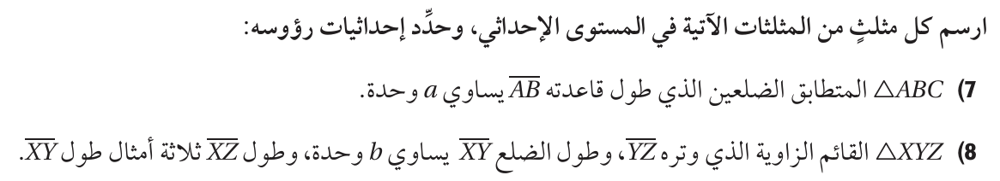 ارسم كل مثلثٍ من المثلثات الآتية في المستوى الإحداثي، وحدِّد إحداثيات رؤوسه:
7) △ABC المتطابق الضلعين الذي طول قاعدته AB يساوي a وحدة.
8) △XYZ القائم الزاوية الذي وتره YZ، وطول الضلع XY يساوي b وحدة، وطول XZ ثلاثة أمثال طول XY.